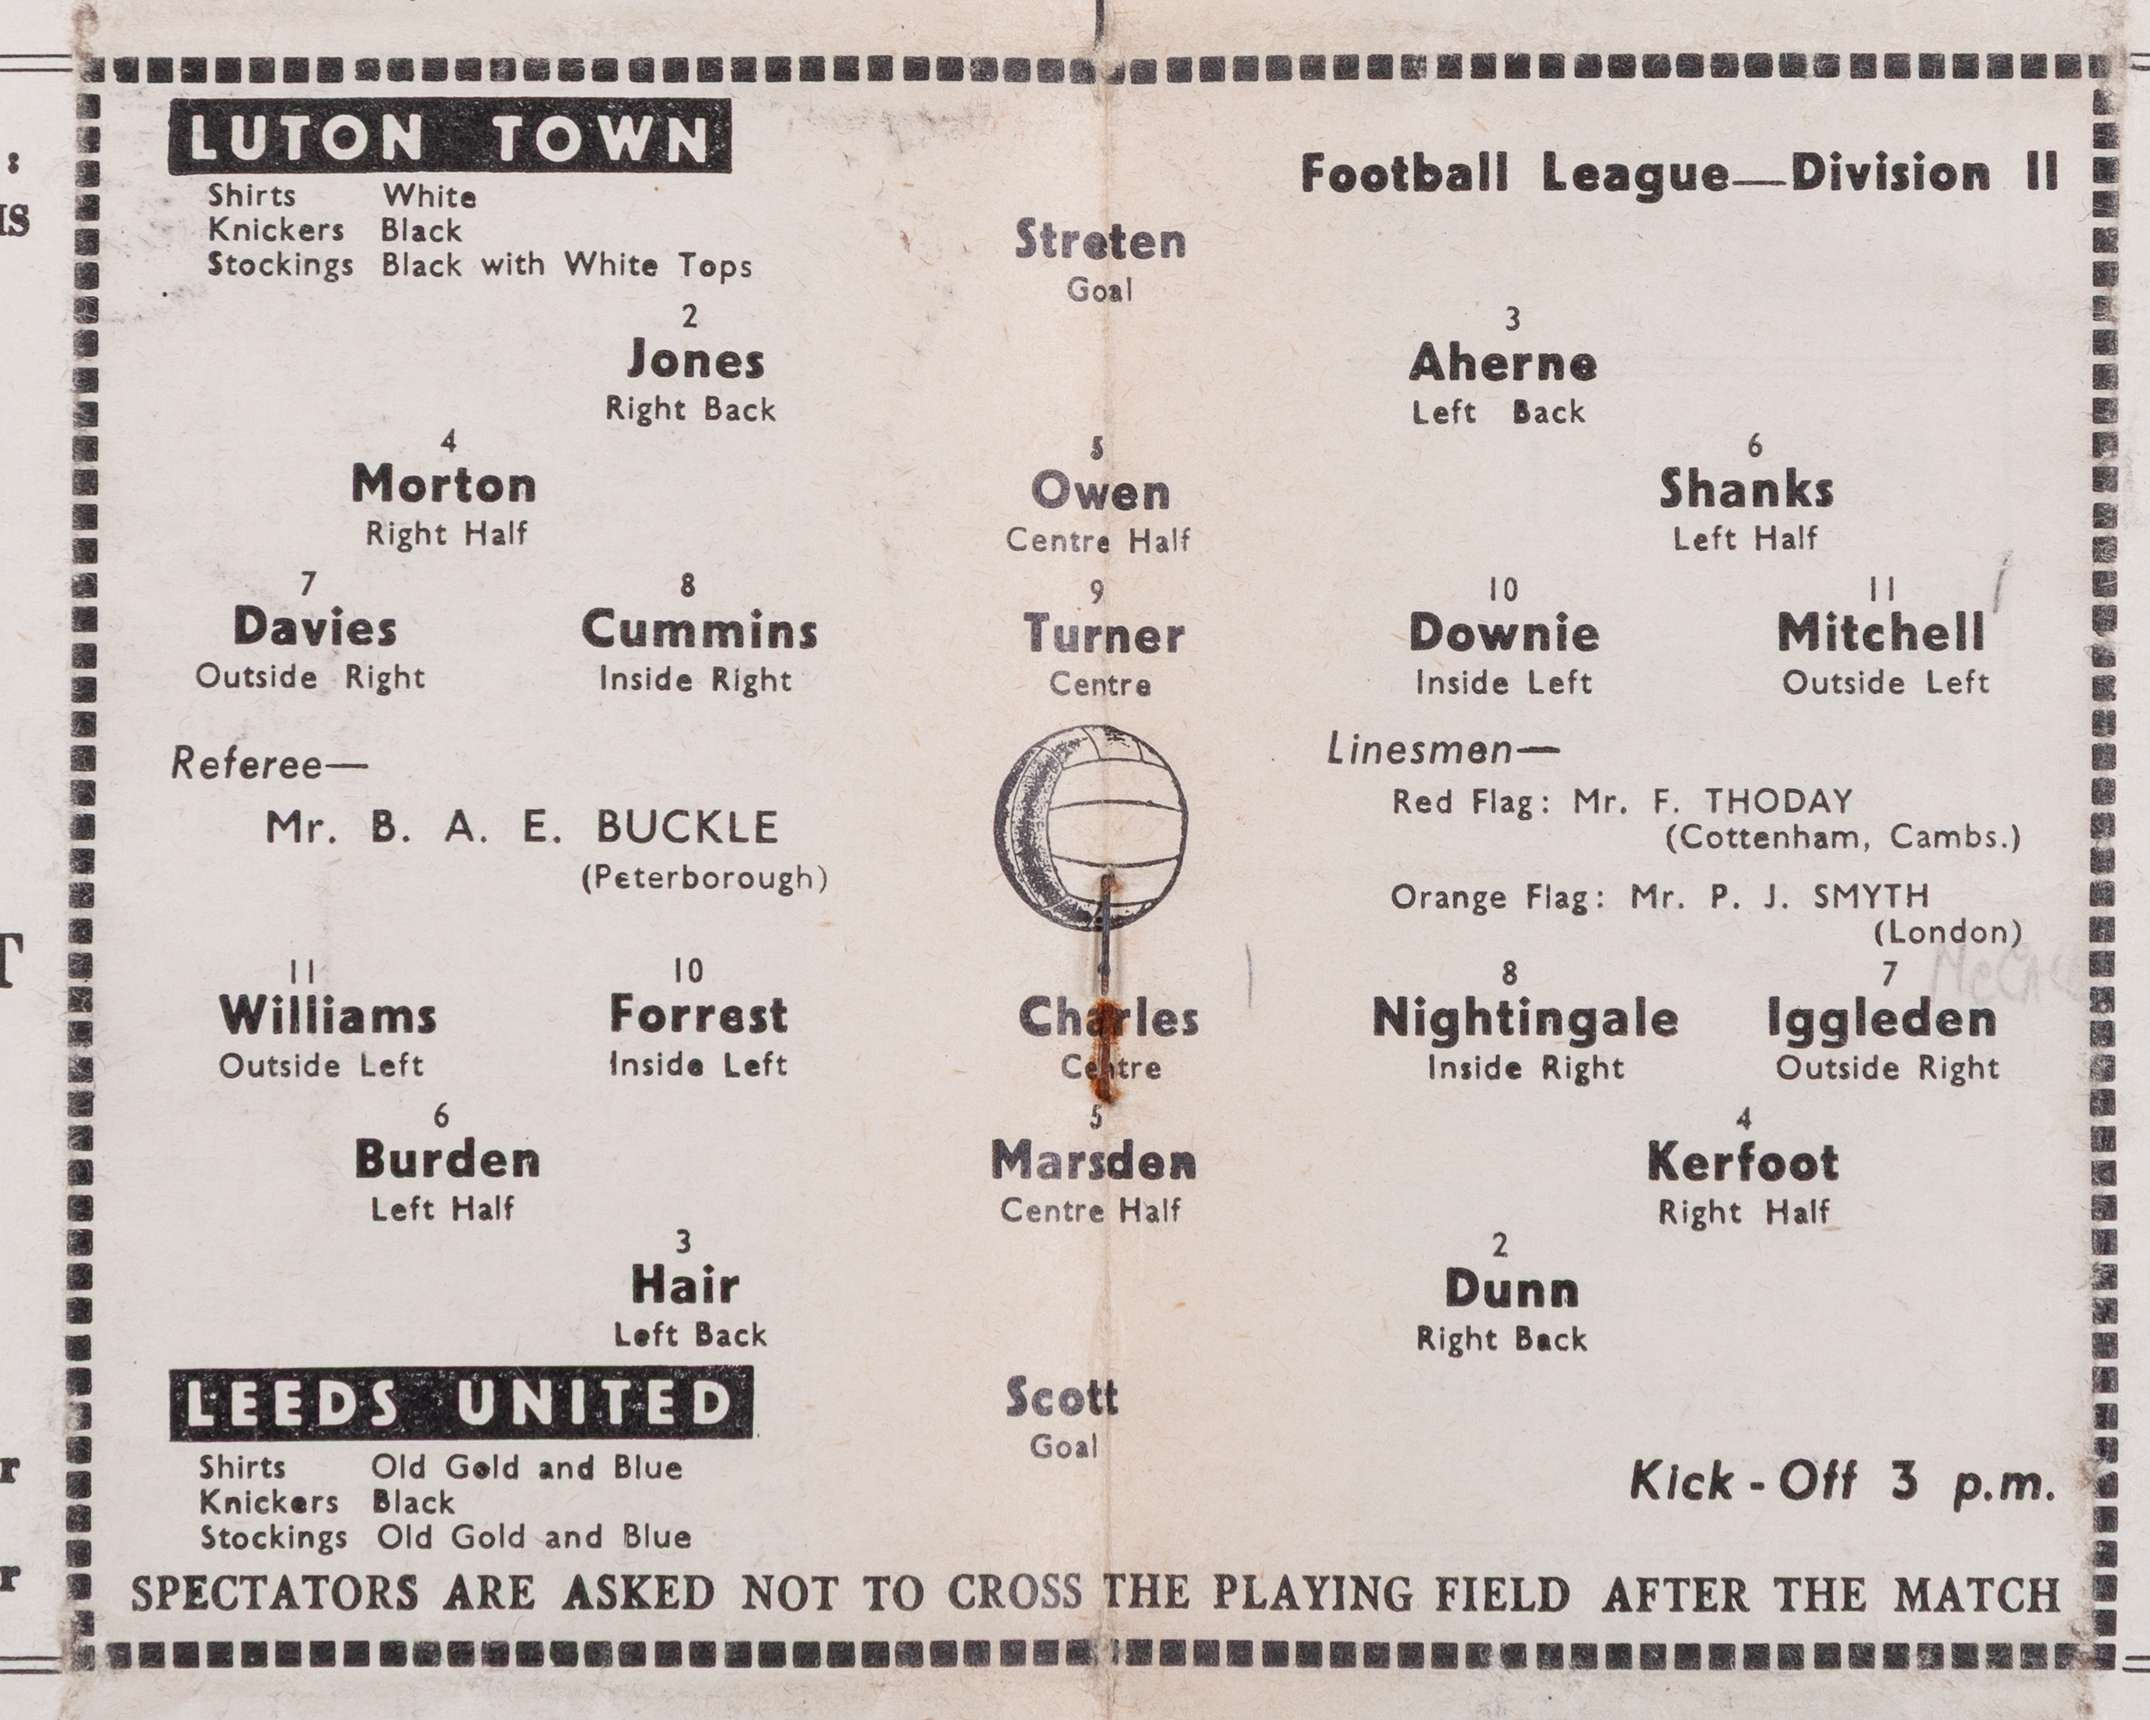 LUTON TOWN
Football League—Division II
Shirts White
Knickers Black
Stockings Black with White Tops
Streten
Goal
2 3
Jones Aherne
Right Back Left Back
4 5 6
Morton Owen Shanks
Right Half Centre Half Left Half
7 8 9 10 11
Davies Cummins Turner Downie Mitchell
Outside Right Inside Right Centre Inside Left Outside Left
Referee—
Mr. B. A. E. BUCKLE
(Peterborough)
Linesmen—
Red Flag: Mr. F. THODAY
(Cottenham, Cambs.)
Orange Flag: Mr. P. J. SMYTH
(London)
11 10 8 7
Williams Forrest Charles Nightingale Iggleden
Outside Left Inside Left Centre Inside Right Outside Right
6 5 4
Burden Marsden Kerfoot
Left Half Centre Half Right Half
3 2
Hair Dunn
Left Back Right Back
LEEDS UNITED
Scott
Goal
Shirts Old Gold and Blue
Knickers Black
Stockings Old Gold and Blue
Kick-Off 3 p.m.
SPECTATORS ARE ASKED NOT TO CROSS THE PLAYING FIELD AFTER THE MATCH